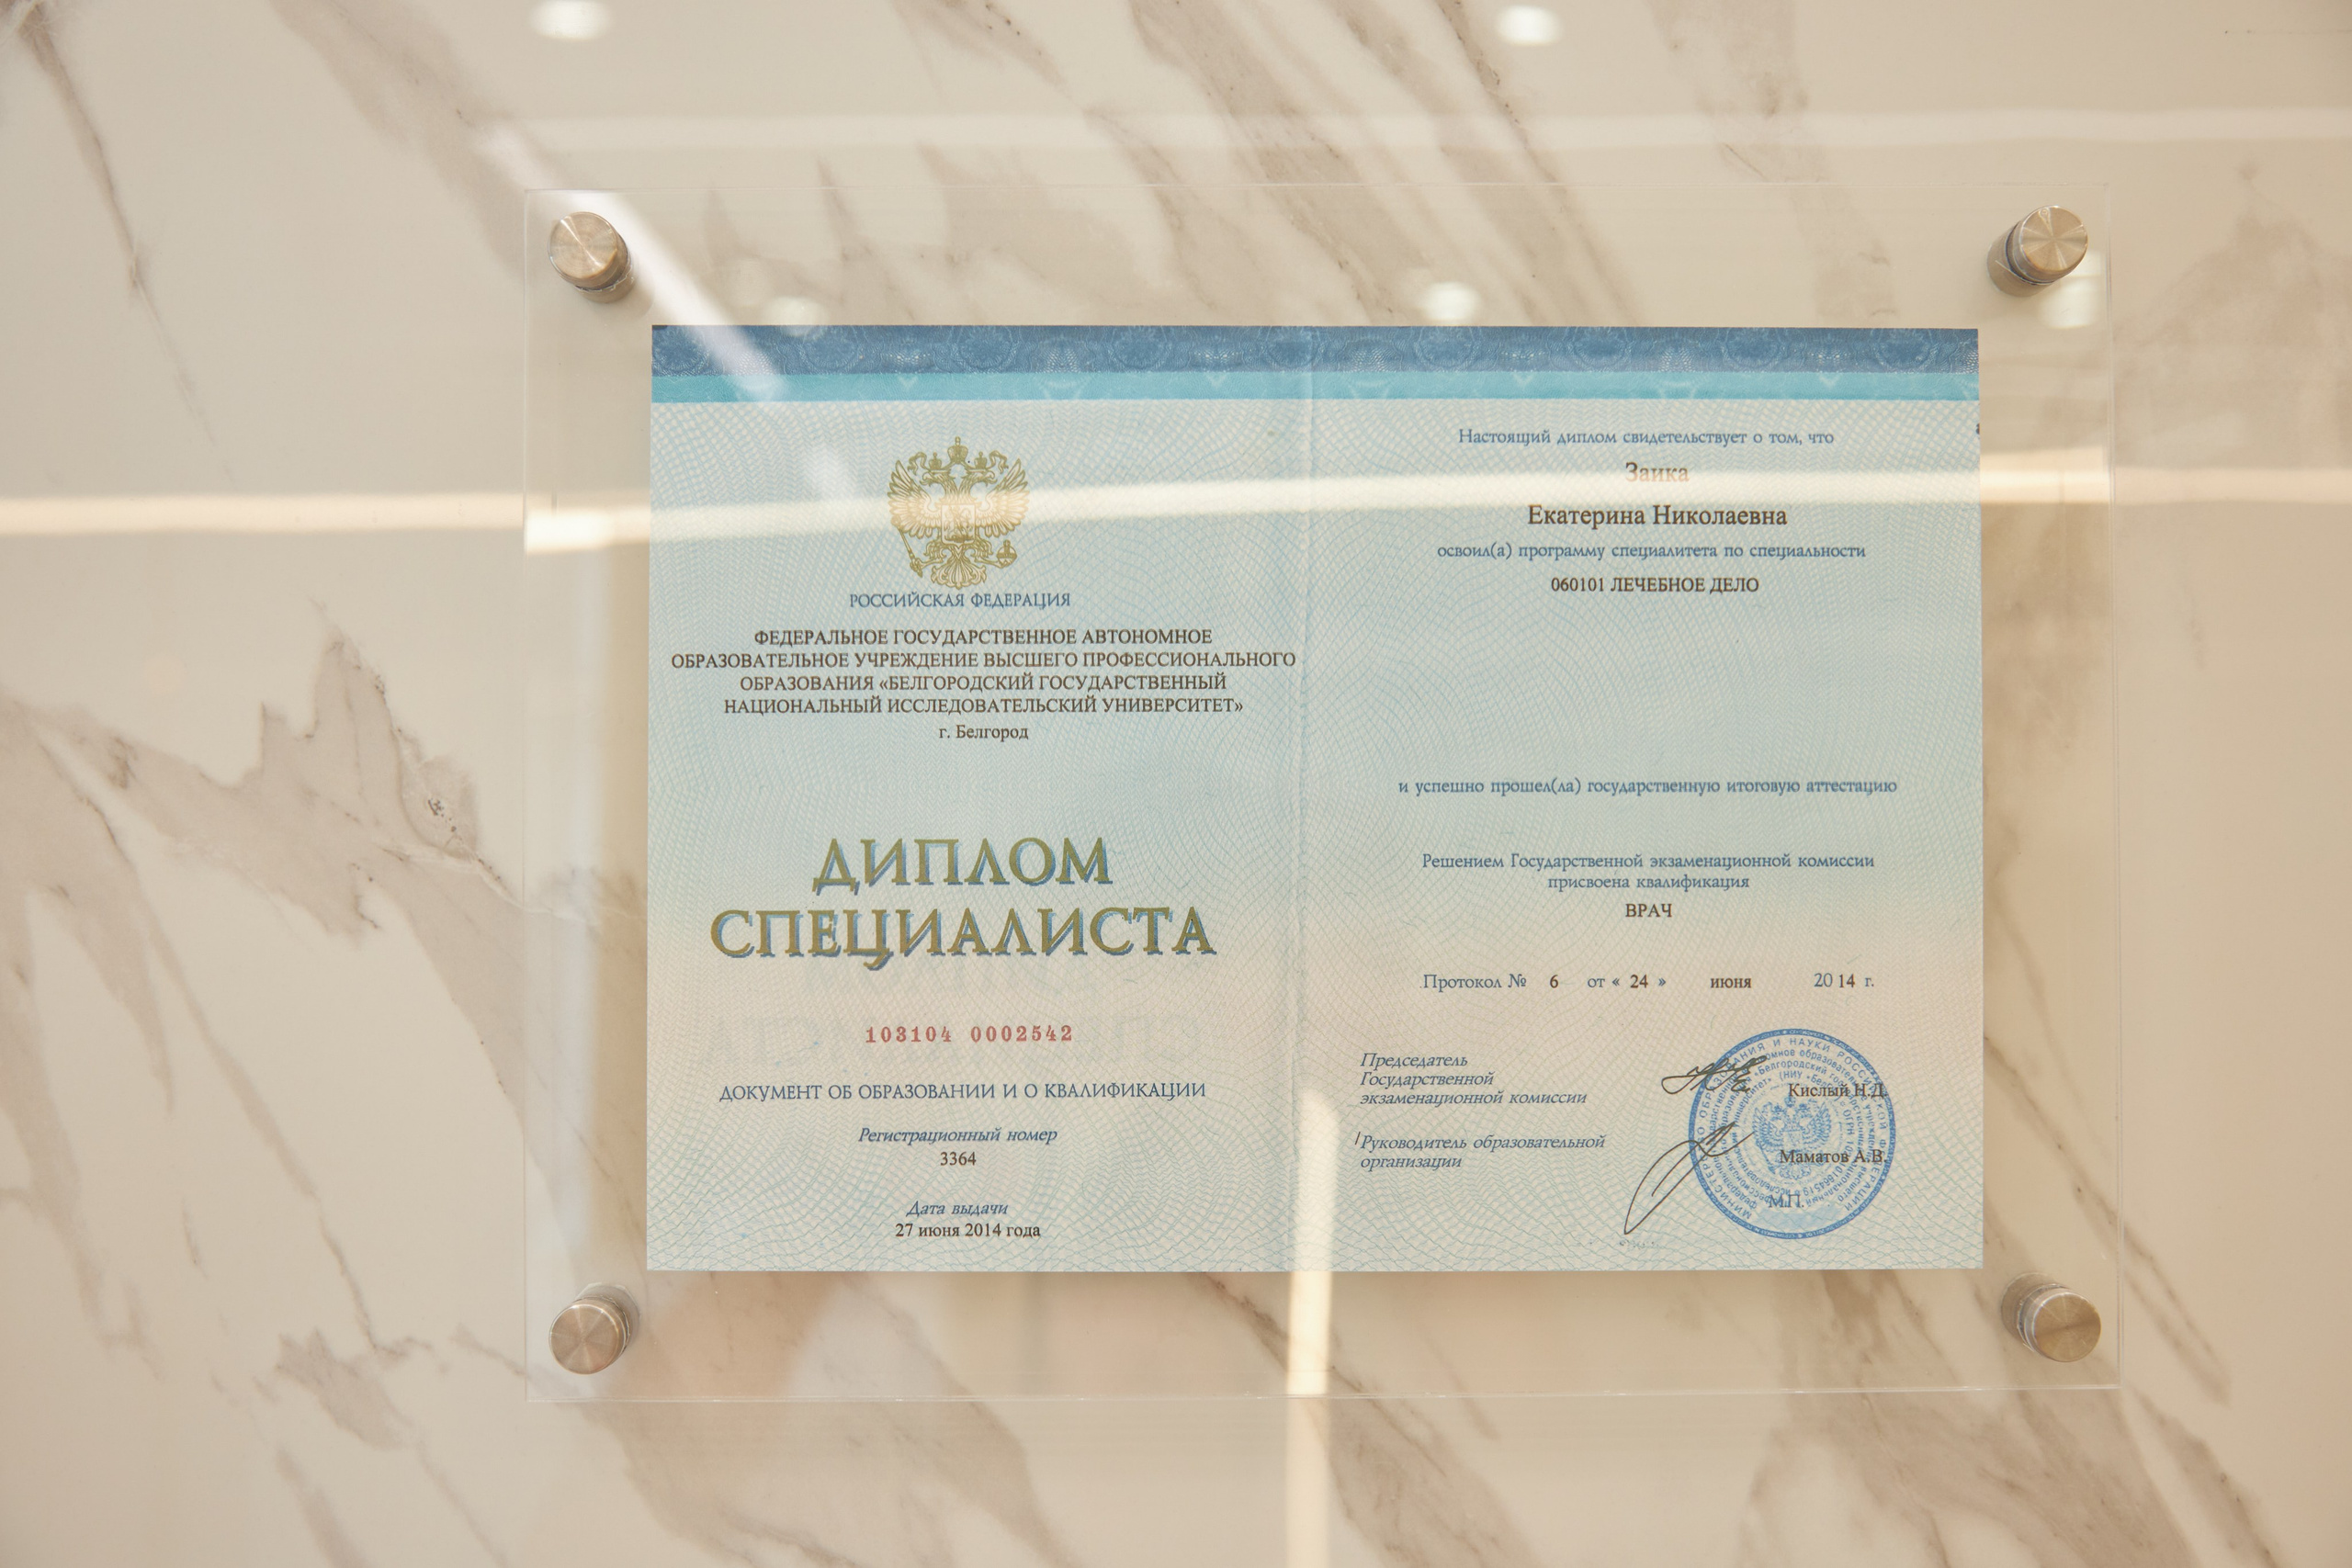 РОССИЙСКАЯ ФЕДЕРАЦИЯ
ФЕДЕРАЛЬНОЕ ГОСУДАРСТВЕННОЕ АВТОНОМНОЕ
ОБРАЗОВАТЕЛЬНОЕ УЧРЕЖДЕНИЕ ВЫСШЕГО ПРОФЕССИОНАЛЬНОГО
ОБРАЗОВАНИЯ «БЕЛГОРОДСКИЙ ГОСУДАРСТВЕННЫЙ
НАЦИОНАЛЬНЫЙ ИССЛЕДОВАТЕЛЬСКИЙ УНИВЕРСИТЕТ»
г. Белгород
ДИПЛОМ
СПЕЦИАЛИСТА
103104 0002542
ДОКУМЕНТ ОБ ОБРАЗОВАНИИ И О КВАЛИФИКАЦИИ
Регистрационный номер
3364
Дата выдачи
27 июня 2014 года
Настоящий диплом свидетельствует о том, что
Заика
Екатерина Николаевна
освоил(а) программу специалитета по специальности
060101 ЛЕЧЕБНОЕ ДЕЛО
и успешно прошел(ла) государственную итоговую аттестацию
Решением Государственной экзаменационной комиссии
присвоена квалификация
ВРАЧ
Протокол № 6 от « 24 » июня 2014 г.
Председатель
Государственной
экзаменационной комиссии
Кислый Н.Д.
Руководитель образовательной
организации
Маматов А.В.
М.П.